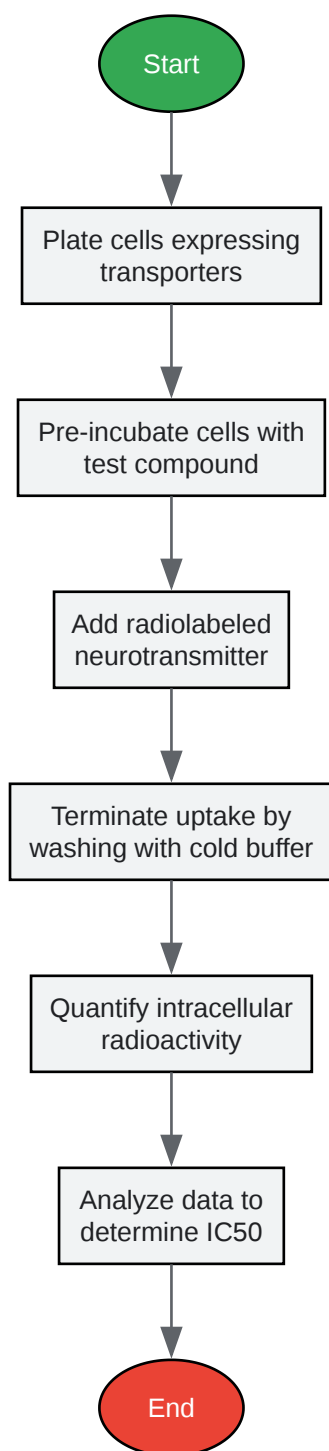 Start
Plate cells expressing
transporters
Pre-incubate cells with
test compound
Add radiolabeled
neurotransmitter
Terminate uptake by
washing with cold buffer
Quantify intracellular
radioactivity
Analyze data to
determine IC50
End